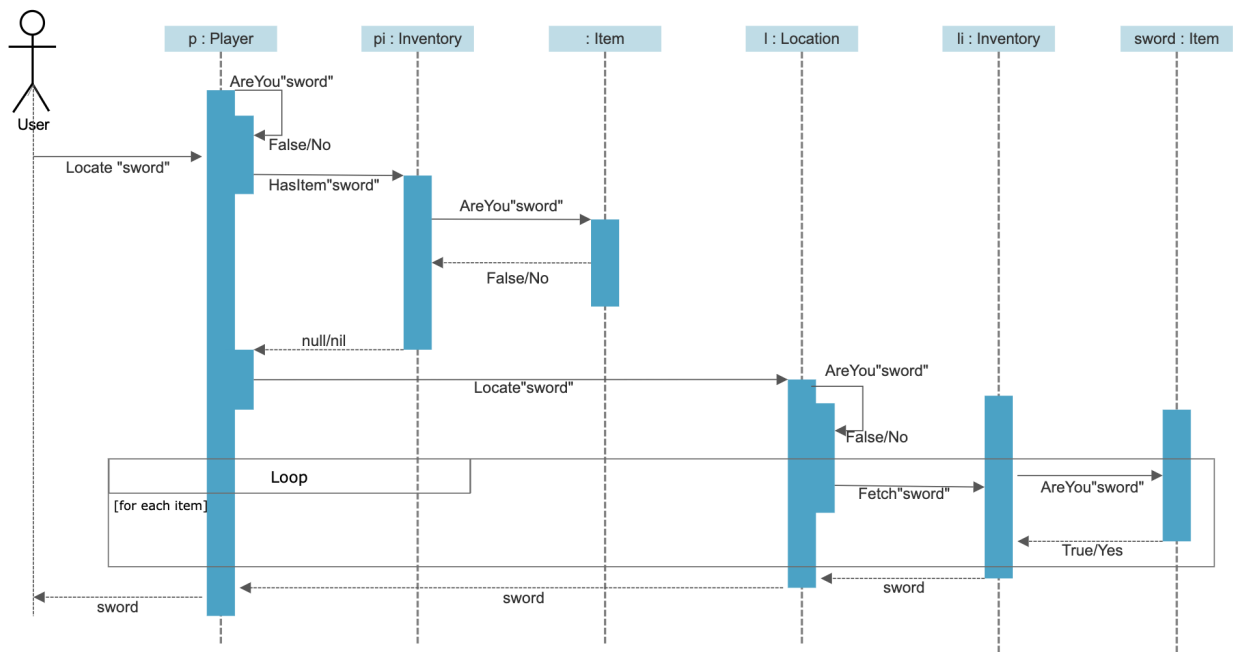 p : Player
pi : Inventory
: Item
l : Location
li : Inventory
sword : Item
User
AreYou"sword"
False/No
Locate "sword"
HasItem"sword"
AreYou"sword"
False/No
null/nil
Locate"sword"
AreYou"sword"
False/No
Loop
[for each item]
Fetch"sword"
AreYou"sword"
True/Yes
sword
sword
sword